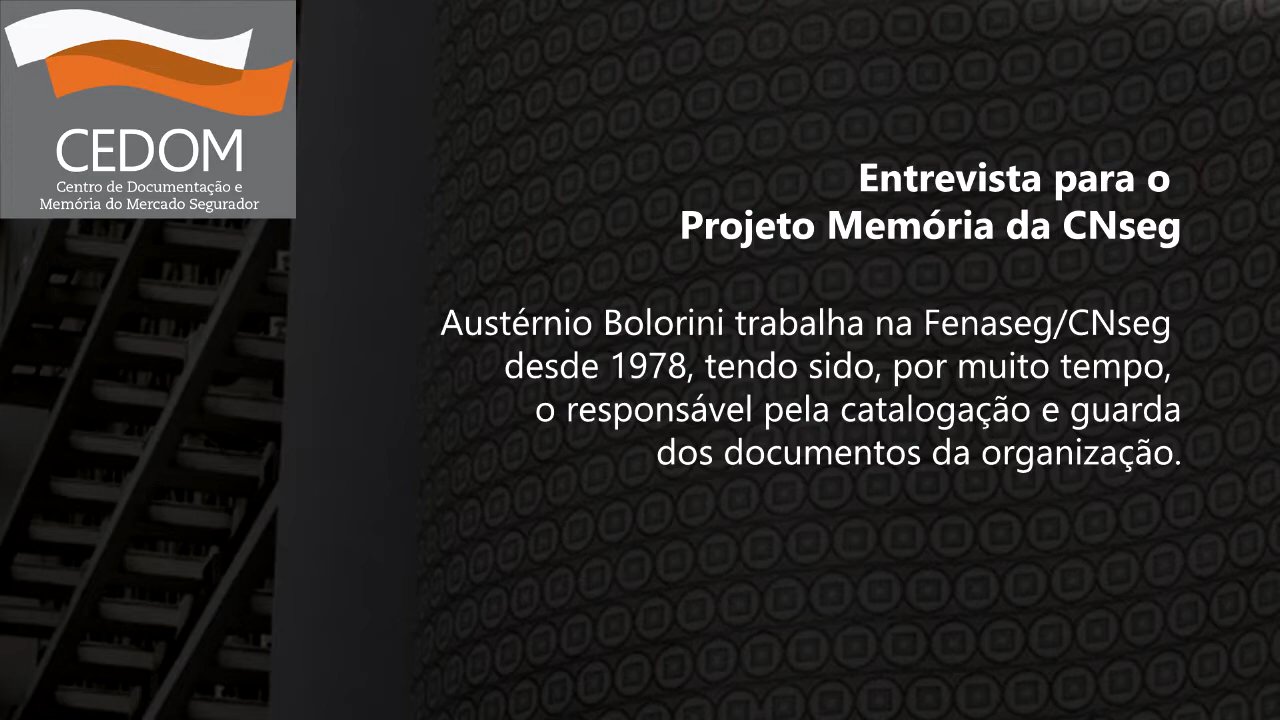 CEDOM
Centro de Documentação e
Memória do Mercado Segurador
Entrevista para o
Projeto Memória da CNseg
Austérnio Bolorini trabalha na Fenaseg/CNseg
desde 1978, tendo sido, por muito tempo,
o responsável pela catalogação e guarda
dos documentos da organização.